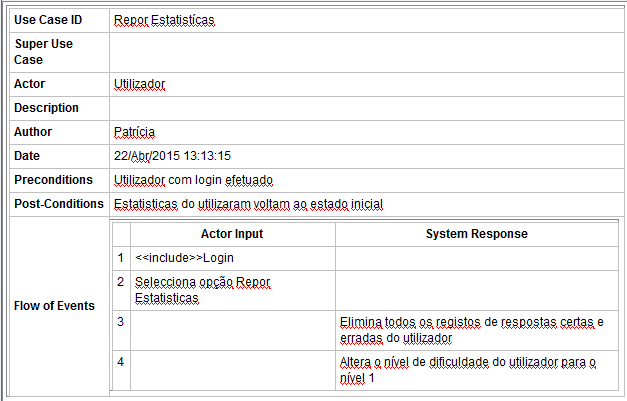 Use Case ID Repor Estatistícas
Super Use
Case
Actor Utilizador
Description
Author Patrícia
Date 22/Abr/2015 13:13:15
Preconditions Utilizador com login efetuado
Post-Conditions Estatisticas do utilizaram voltam ao estado inicial
Flow of Events
Actor Input System Response
1 <<include>>Login
2 Selecciona opção Repor
Estatisticas
3 Elimina todos os registos de respostas certas e
erradas do utilizador
4 Altera o nível de dificuldade do utilizador para o
nível 1